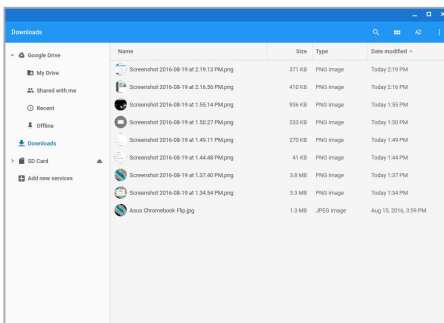 Downloads
Google Drive
My Drive
Shared with me
Recent
Offline
Downloads
SD Card
Add new services
Name Size Type Date modified
Screenshot 2016-08-19 at 2.19.13 PM.png 371 KB PNG image Today 2:19 PM
Screenshot 2016-08-19 at 2.16.56 PM.png 410 KB PNG image Today 2:16 PM
Screenshot 2016-08-19 at 1.55.14 PM.png 936 KB PNG image Today 1:55 PM
Screenshot 2016-08-19 at 1.50.27 PM.png 233 KB PNG image Today 1:50 PM
Screenshot 2016-08-19 at 1.49.11 PM.png 270 KB PNG image Today 1:49 PM
Screenshot 2016-08-19 at 1.44.48 PM.png 41 KB PNG image Today 1:44 PM
Screenshot 2016-08-19 at 1.37.40 PM.png 3.8 MB PNG image Today 1:37 PM
Screenshot 2016-08-19 at 1.34.54 PM.png 3.3 MB PNG image Today 1:34 PM
Asus Chromebook Flip.jpg 1.3 MB JPEG image Aug 15, 2016, 3:59 PM